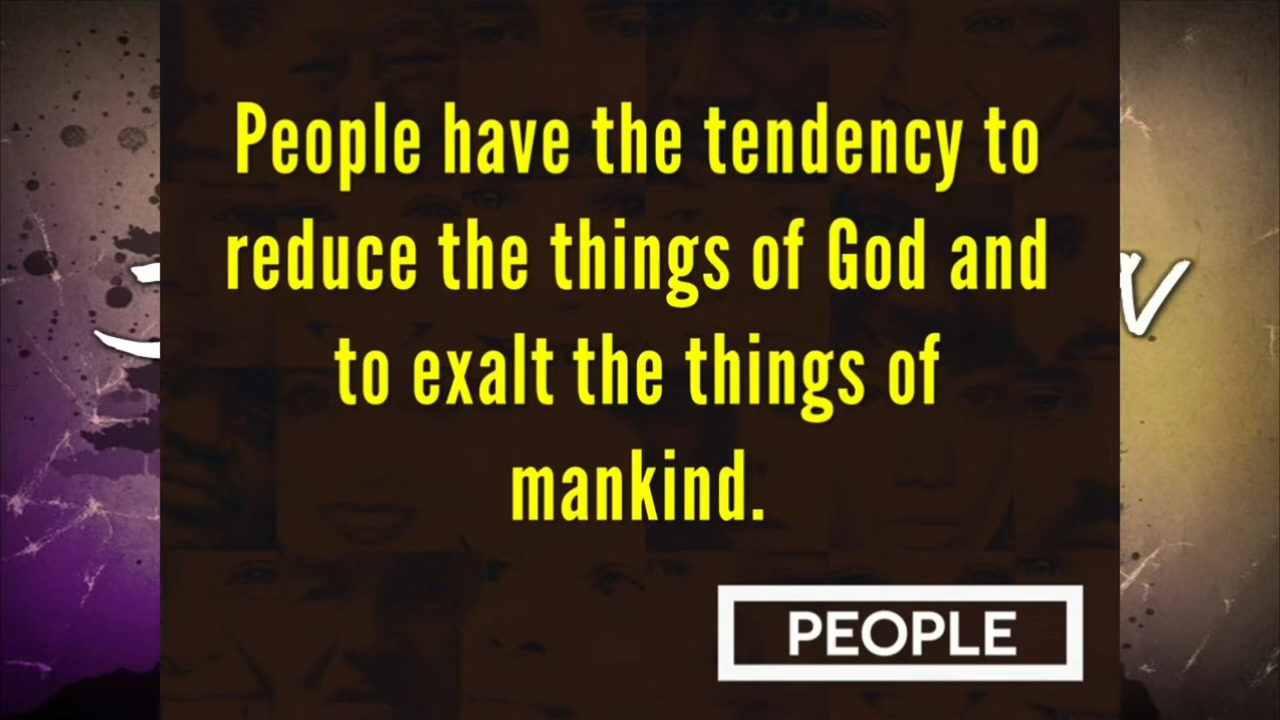 People have the tendency to
reduce the things of God and
to exalt the things of
mankind.
PEOPLE